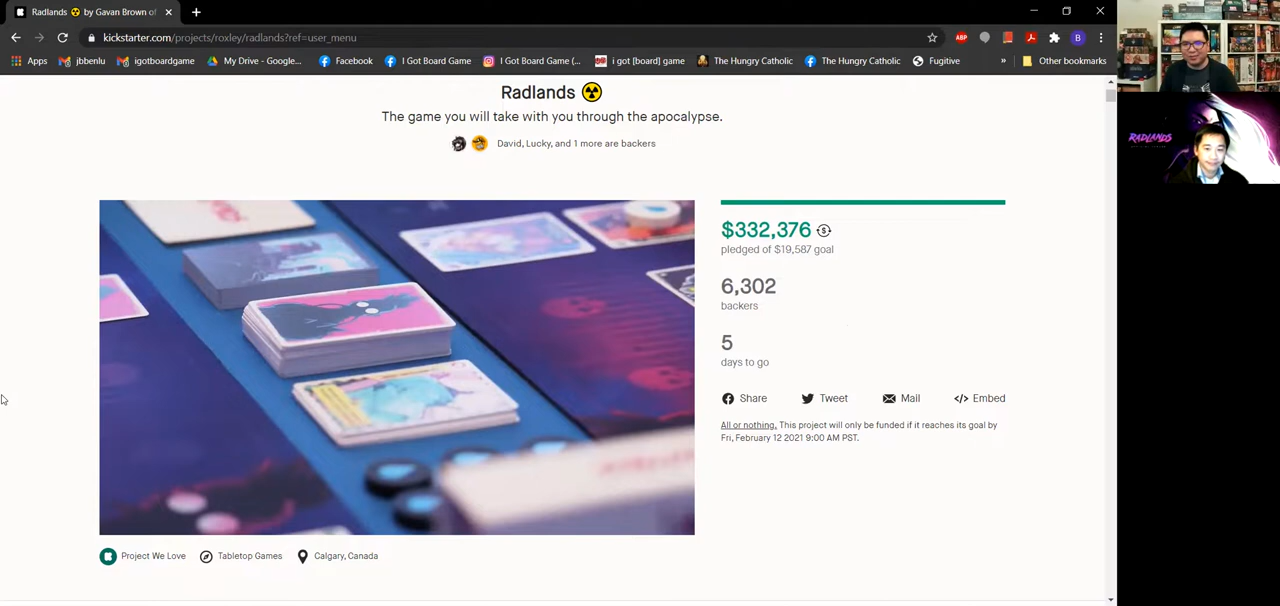 Radlands ☢ by Gavan Brown of
kickstarter.com/projects/roxley/radlands?ref=user_menu
ABP
B
Apps
jbbenlu
igotboardgame
My Drive - Google...
Facebook
I Got Board Game
I Got Board Game (...
i got [board] game
The Hungry Catholic
The Hungry Catholic
Fugitive
»
Other bookmarks
Radlands ☢
The game you will take with you through the apocalypse.
David, Lucky, and 1 more are backers
$332,376
pledged of $19,587 goal
6,302
backers
5
days to go
Share
Tweet
Mail
</> Embed
All or nothing. This project will only be funded if it reaches its goal by
Fri, February 12 2021 9:00 AM PST.
Project We Love
Tabletop Games
Calgary, Canada
RADLANDS